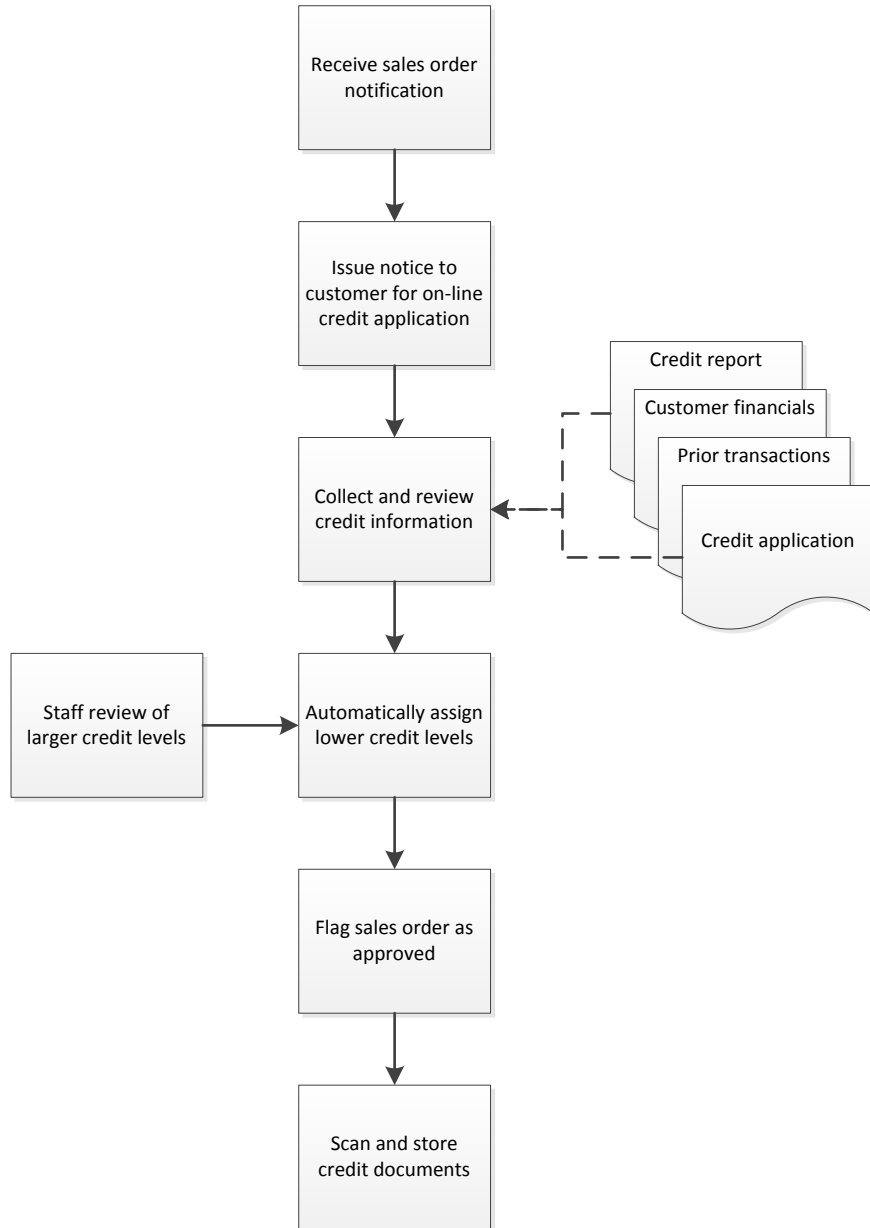 Receive sales order
notification
Issue notice to
customer for on-line
credit application
Credit report
Customer financials
Prior transactions
Credit application
Collect and review
credit information
Staff review of
larger credit levels
Automatically assign
lower credit levels
Flag sales order as
approved
Scan and store
credit documents